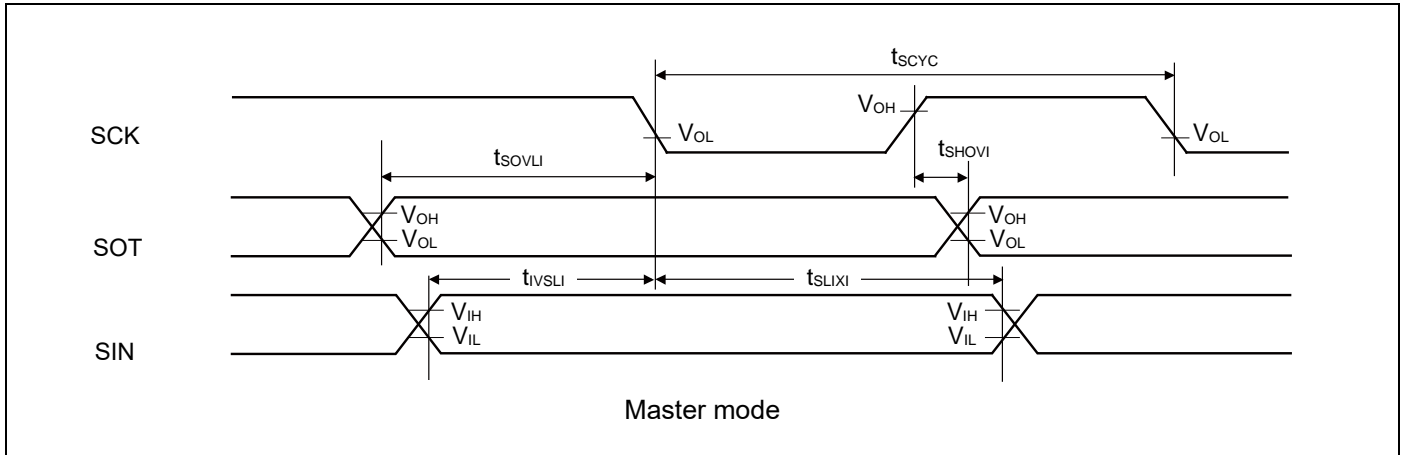 tSCYC
SCK
VOH
VOL
VOL
tSOVLI
tSHOVI
SOT
VOH
VOL
VOH
VOL
tIVSLI
tSLIXI
SIN
VIH
VIL
VIH
VIL
Master mode